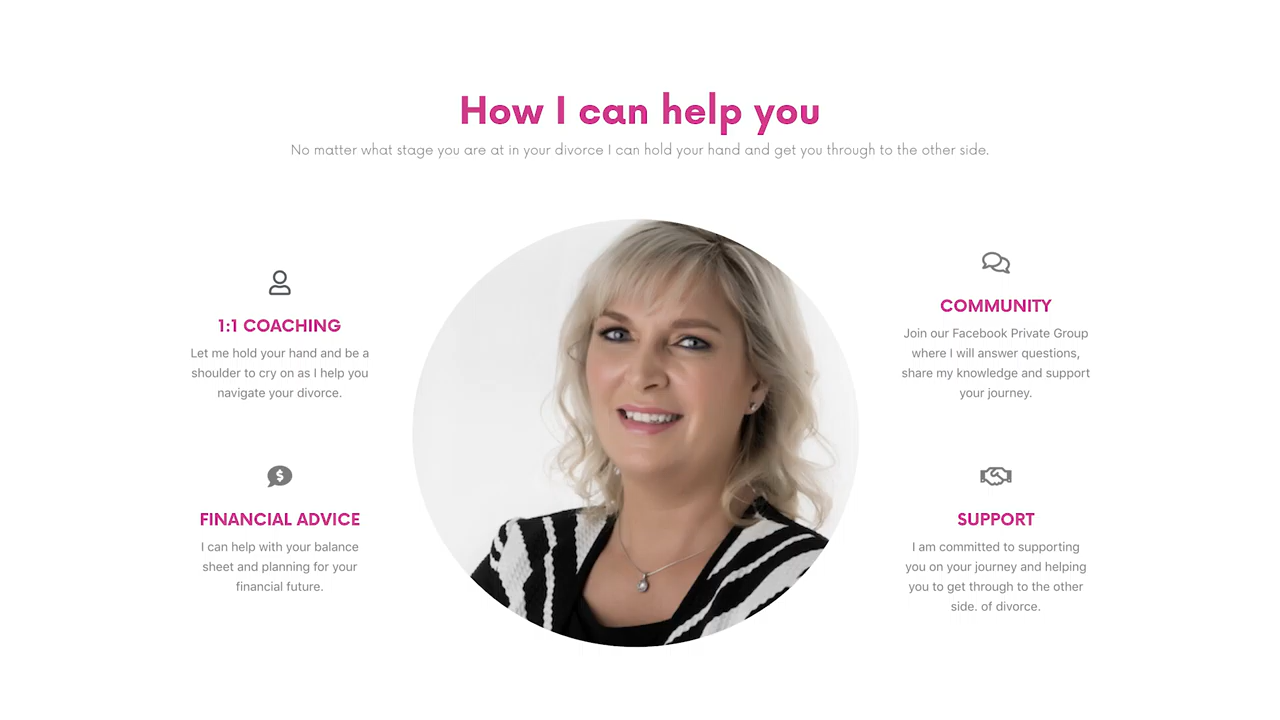 How I can help you
No matter what stage you are at in your divorce I can hold your hand and get you through to the other side.
1:1 COACHING
Let me hold your hand and be a
shoulder to cry on as I help you
navigate your divorce.
FINANCIAL ADVICE
I can help with your balance
sheet and planning for your
financial future.
COMMUNITY
Join our Facebook Private Group
where I will answer questions,
share my knowledge and support
your journey.
SUPPORT
I am committed to supporting
you on your journey and helping
you to get through to the other
side. of divorce.